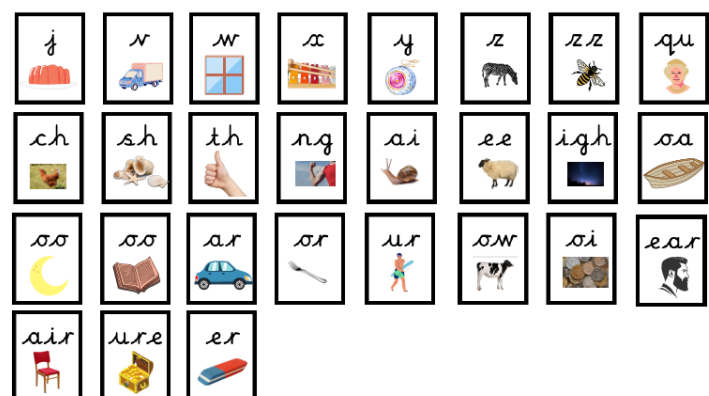 j v w x y z zz qu
ch sh th ng ai ee igh oa
oo oo ar or ur ow oi ear
air ure er